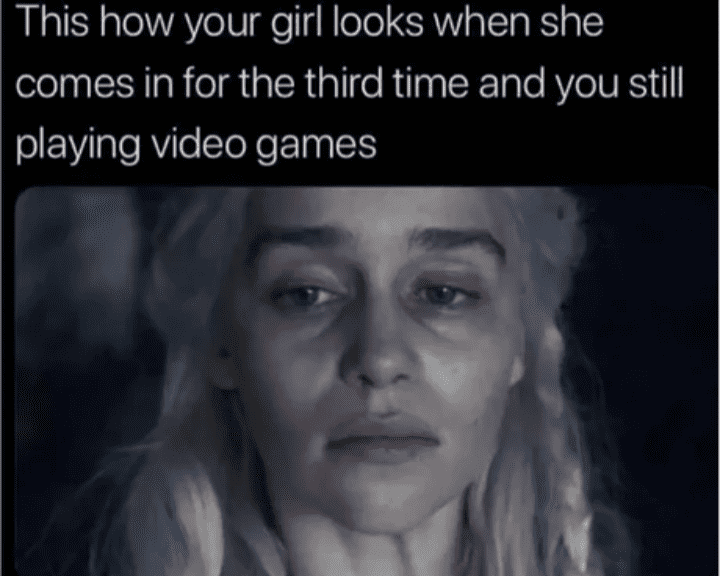 This how your girl looks when she
comes in for the third time and you still
playing video games